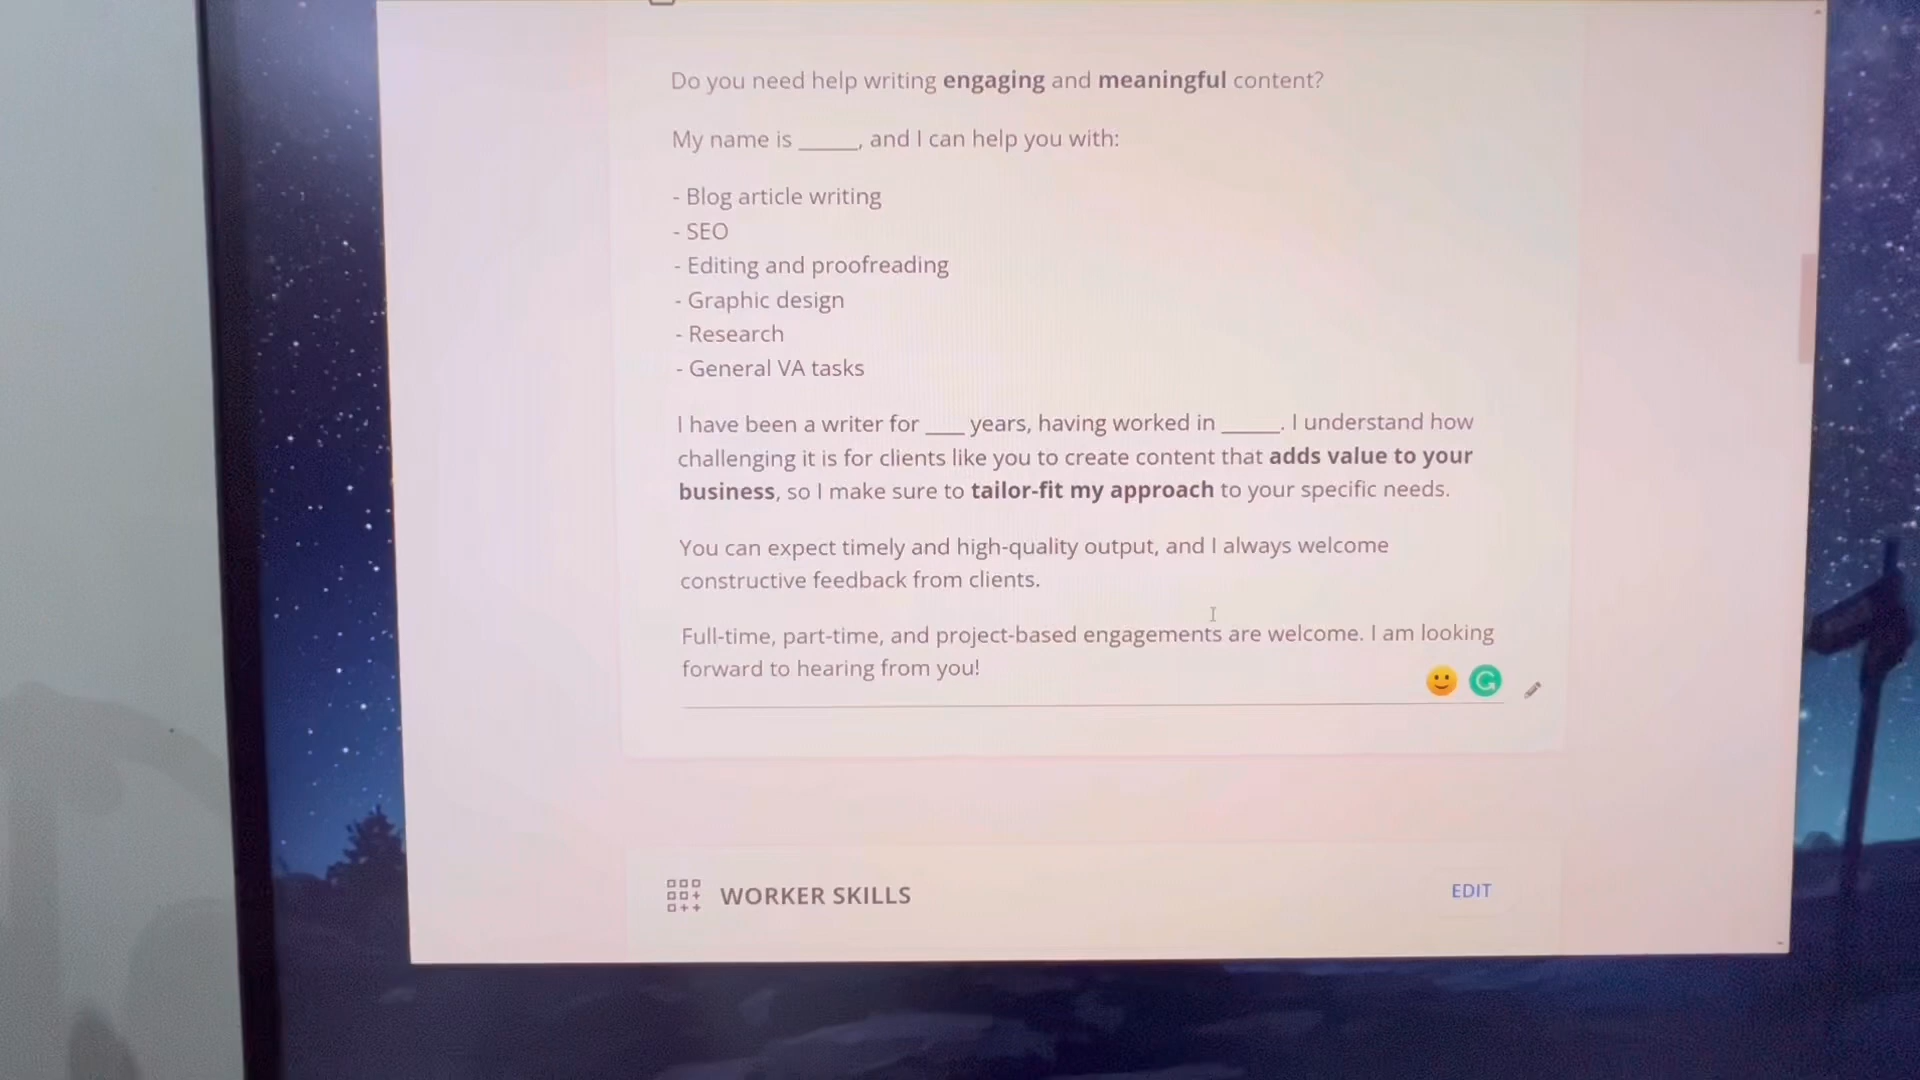 Do you need help writing engaging and meaningful content?
My name is _____, and I can help you with:
- Blog article writing
- SEO
- Editing and proofreading
- Graphic design
- Research
- General VA tasks
I have been a writer for ___ years, having worked in _____. I understand how
challenging it is for clients like you to create content that adds value to your
business, so I make sure to tailor-fit my approach to your specific needs.
You can expect timely and high-quality output, and I always welcome
constructive feedback from clients.
Full-time, part-time, and project-based engagements are welcome. I am looking
forward to hearing from you!
WORKER SKILLS
EDIT